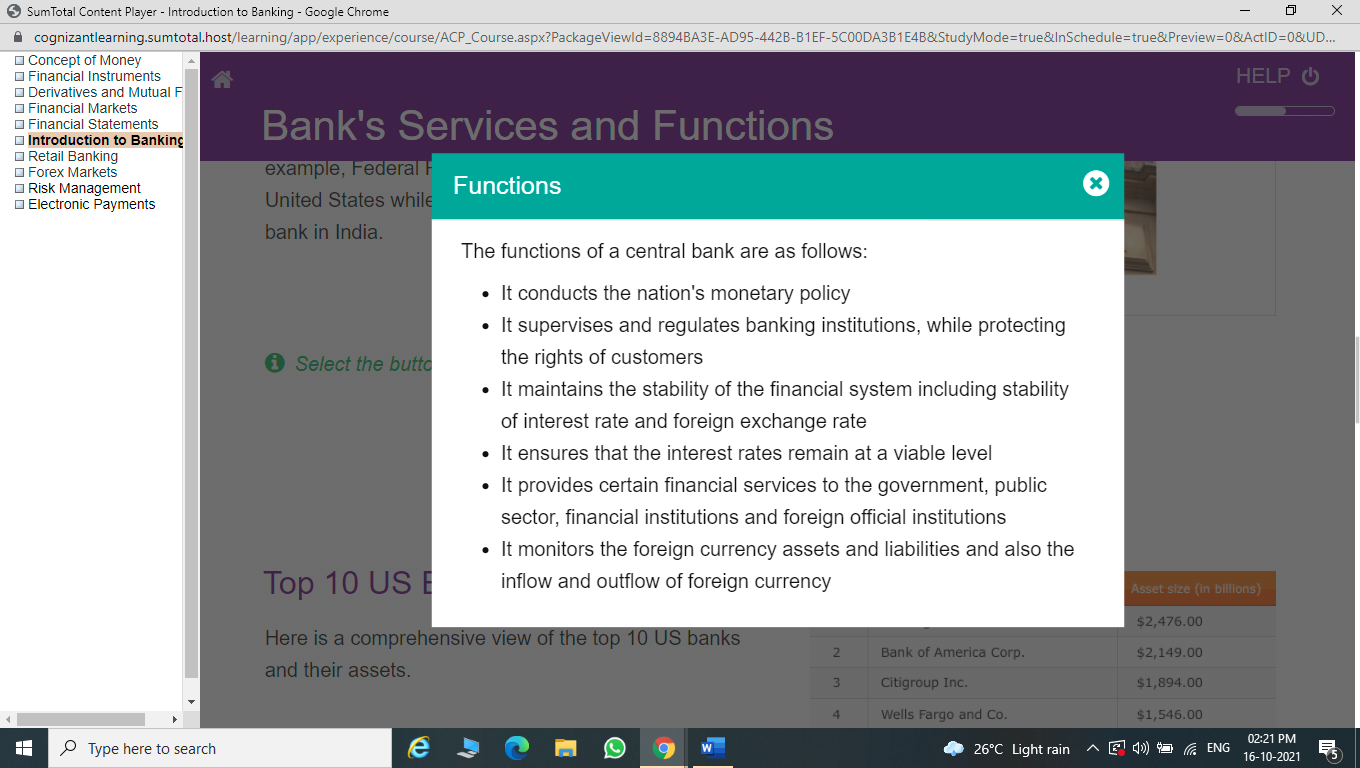 SumTotal Content Player - Introduction to Banking - Google Chrome
cognizantlearning.sumtotal.host/learning/app/experience/course/ACP_Course.aspx?PackageViewId=8894BA3E-AD95-442B-B1EF-5C00DA3B1E4B&StudyMode=true&InSchedule=true&Preview=0&ActID=0&UD...
Concept of Money
Financial Instruments
Derivatives and Mutual F
Financial Markets
Financial Statements
Introduction to Banking
Retail Banking
Forex Markets
Risk Management
Electronic Payments
HELP
Bank's Services and Functions
example, Federal
United States while
bank in India.
Select the butto
Functions
The functions of a central bank are as follows:
• It conducts the nation's monetary policy
• It supervises and regulates banking institutions, while protecting
the rights of customers
• It maintains the stability of the financial system including stability
of interest rate and foreign exchange rate
• It ensures that the interest rates remain at a viable level
• It provides certain financial services to the government, public
sector, financial institutions and foreign official institutions
• It monitors the foreign currency assets and liabilities and also the
inflow and outflow of foreign currency
Top 10 US
Here is a comprehensive view of the top 10 US banks
and their assets.
Asset size (in billions)
$2,476.00
2 Bank of America Corp. $2,149.00
3 Citigroup Inc. $1,894.00
4 Wells Fargo and Co. $1,546.00
Type here to search
26°C Light rain
ENG
02:21 PM
16-10-2021
5